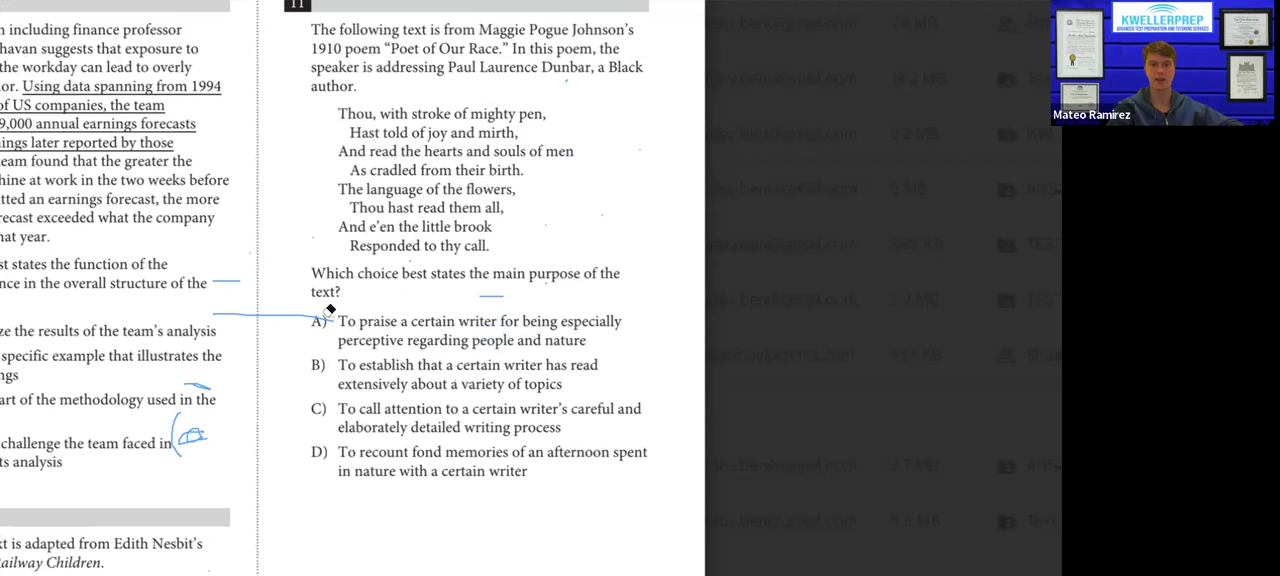 n including finance professor
havan suggests that exposure to
the workday can lead to overly
or. Using data spanning from 1994
of US companies, the team
9,000 annual earnings forecasts
nings later reported by those
team found that the greater the
hine at work in the two weeks before
itted an earnings forecast, the more
recast exceeded what the company
hat year.
st states the function of the
nce in the overall structure of the
ze the results of the team's analysis
specific example that illustrates the
ngs
art of the methodology used in the
challenge the team faced in
ts analysis
xt is adapted from Edith Nesbit's
Railway Children.
11
The following text is from Maggie Pogue Johnson's
1910 poem “Poet of Our Race.” In this poem, the
speaker is addressing Paul Laurence Dunbar, a Black
author.
Thou, with stroke of mighty pen,
Hast told of joy and mirth,
And read the hearts and souls of men
As cradled from their birth.
The language of the flowers,
Thou hast read them all,
And e'en the little brook
Responded to thy call.
Which choice best states the main purpose of the
text?
A) To praise a certain writer for being especially
perceptive regarding people and nature
B) To establish that a certain writer has read
extensively about a variety of topics
C) To call attention to a certain writer's careful and
elaborately detailed writing process
D) To recount fond memories of an afternoon spent
in nature with a certain writer
KWELLERPREP
ADVANCED TEST PREPARATION AND TUTORING SERVICES
Mateo Ramirez